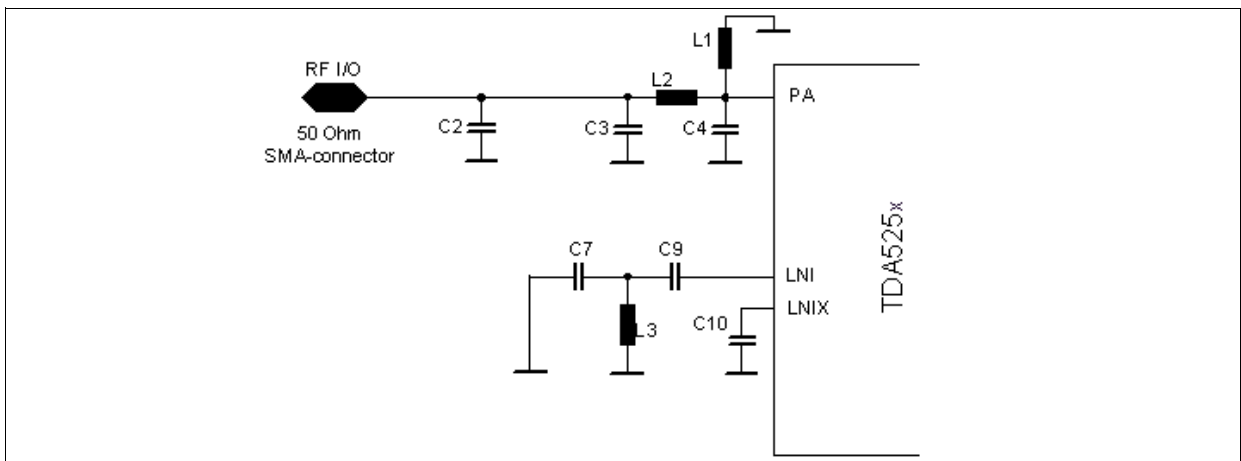 L1
RF I/O
L2
PA
C2
C3
C4
50 Ohm
SMA-connector
C7
C9
LNI
LNIX
C10
L3
TDA525x